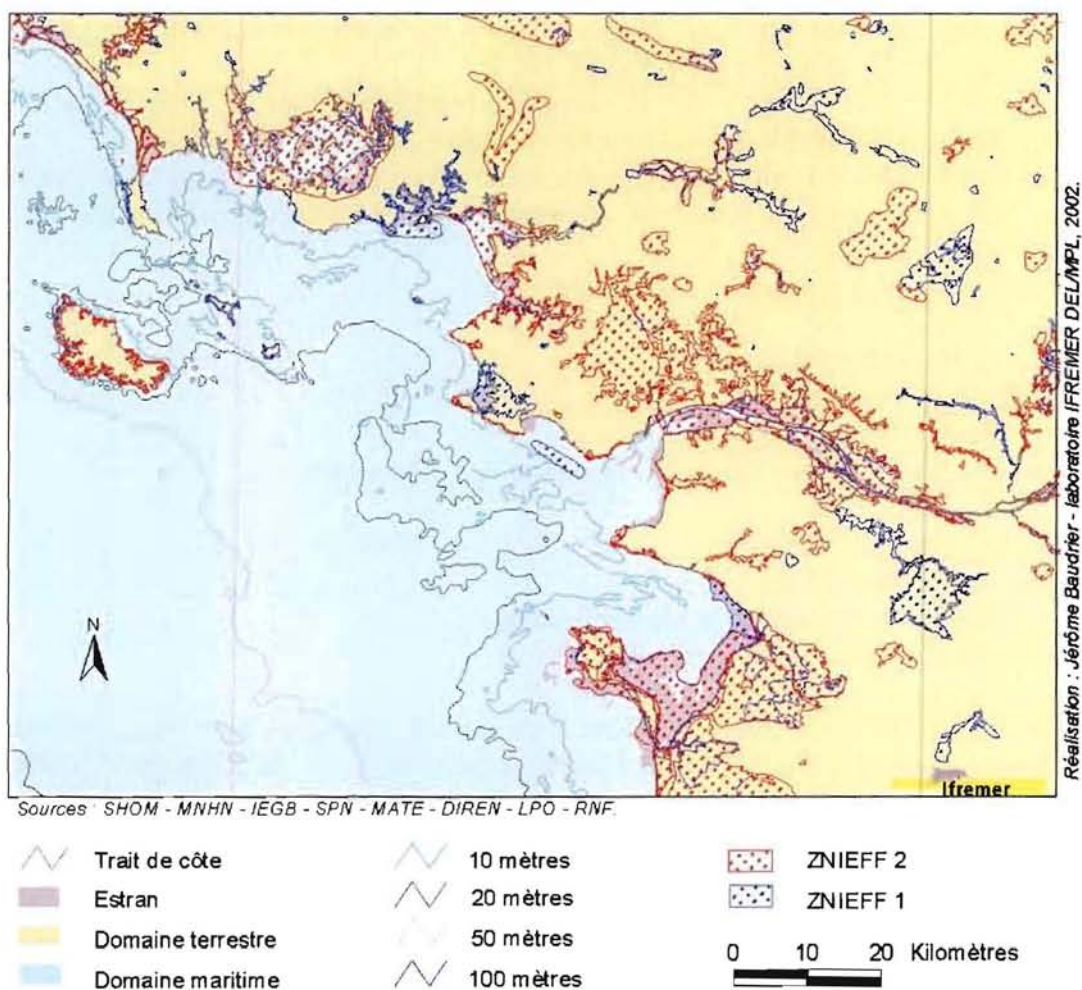 N
Réalisation : Jérôme Baudrier - laboratoire IFREMER DEL/MPL, 2002.
Ifremer
Sources : SHOM - MNHN - IEGB - SPN - MATE - DIREN - LPO - RNF.
Trait de côte
Estran
Domaine terrestre
Domaine maritime
10 mètres
20 mètres
50 mètres
100 mètres
ZNIEFF 2
ZNIEFF 1
0 10 20 Kilomètres